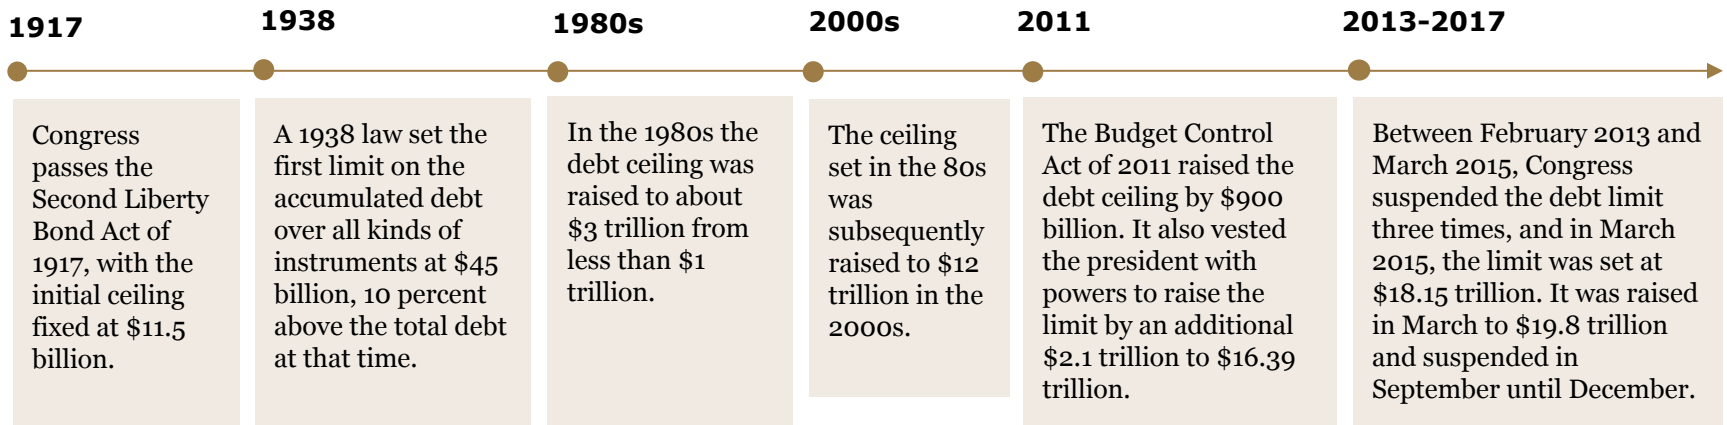 1917
Congress
passes the
Second Liberty
Bond Act of
1917, with the
initial ceiling
fixed at $11.5
billion.
1938
A 1938 law set the
first limit on the
accumulated debt
over all kinds of
instruments at $45
billion, 10 percent
above the total debt
at that time.
1980s
In the 1980s the
debt ceiling was
raised to about
$3 trillion from
less than $1
trillion.
2000s
The ceiling
set in the 80s
was
subsequently
raised to $12
trillion in the
2000s.
2011
The Budget Control
Act of 2011 raised the
debt ceiling by $900
billion. It also vested
the president with
powers to raise the
limit by an additional
$2.1 trillion to $16.39
trillion.
2013-2017
Between February 2013 and
March 2015, Congress
suspended the debt limit
three times, and in March
2015, the limit was set at
$18.15 trillion. It was raised
in March to $19.8 trillion
and suspended in
September until December.